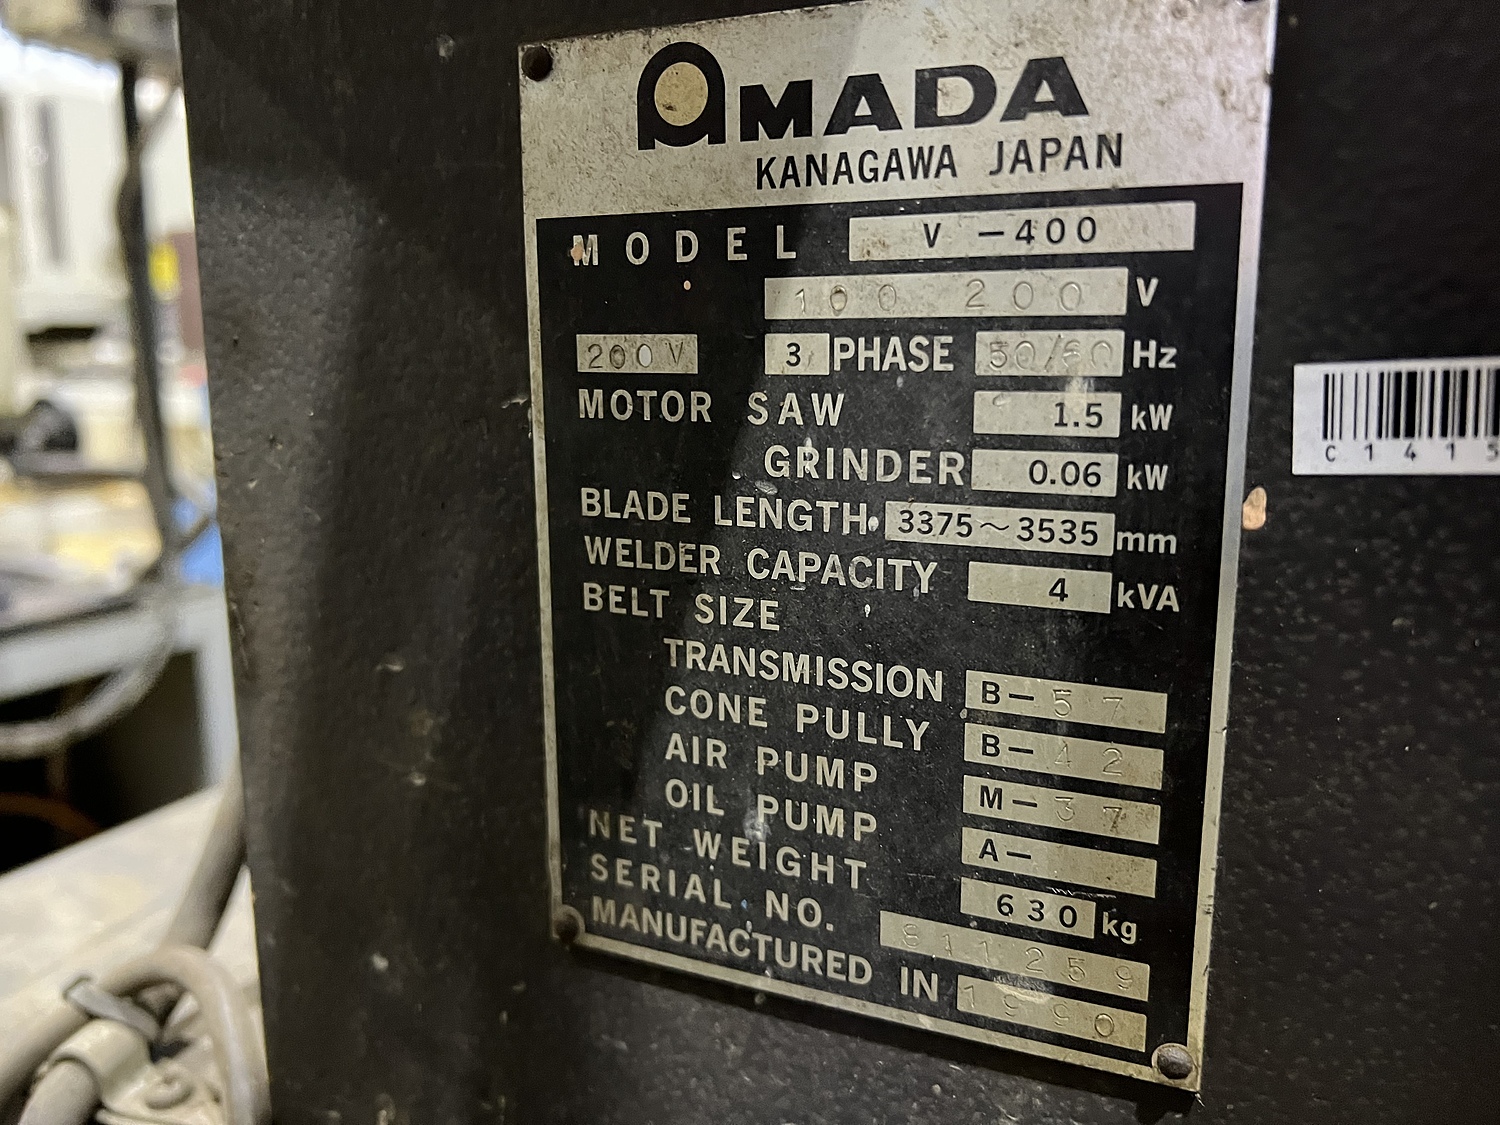 AMADA
KANAGAWA JAPAN
MODEL V-400
100 200 V
200V 3 PHASE 50/60 Hz
MOTOR SAW 1.5 kW
GRINDER 0.06 kW
BLADE LENGTH 3375~3535 mm
WELDER CAPACITY 4 kVA
BELT SIZE
TRANSMISSION B-57
CONE PULLY B-42
AIR PUMP M-37
OIL PUMP A-
NET WEIGHT 630 kg
SERIAL NO. 811259
MANUFACTURED IN 1990
C1415